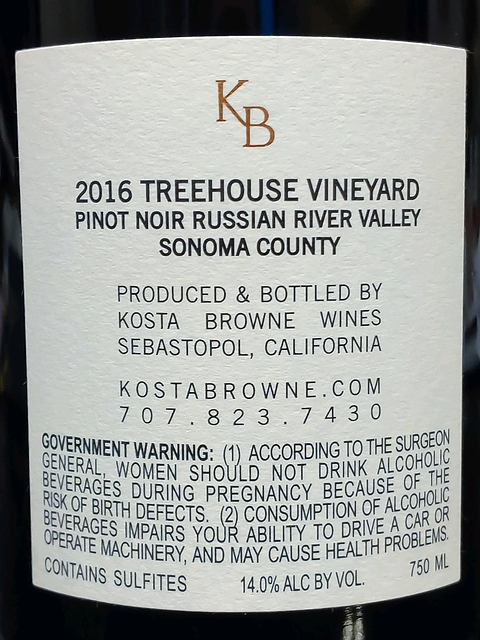 KB
2016 TREEHOUSE VINEYARD
PINOT NOIR RUSSIAN RIVER VALLEY
SONOMA COUNTY
PRODUCED & BOTTLED BY
KOSTA BROWNE WINES
SEBASTOPOL, CALIFORNIA
KOSTABROWNE.COM
707.823.7430
GOVERNMENT WARNING: (1) ACCORDING TO THE SURGEON
GENERAL, WOMEN SHOULD NOT DRINK ALCOHOLIC
BEVERAGES DURING PREGNANCY BECAUSE OF THE
RISK OF BIRTH DEFECTS. (2) CONSUMPTION OF ALCOHOLIC
BEVERAGES IMPAIRS YOUR ABILITY TO DRIVE A CAR OR
OPERATE MACHINERY, AND MAY CAUSE HEALTH PROBLEMS.
CONTAINS SULFITES 14.0% ALC BY VOL. 750 ML